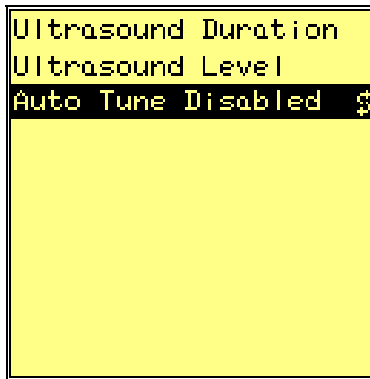 Ultrasound Duration
Ultrasound Level
Auto Tune Disabled $